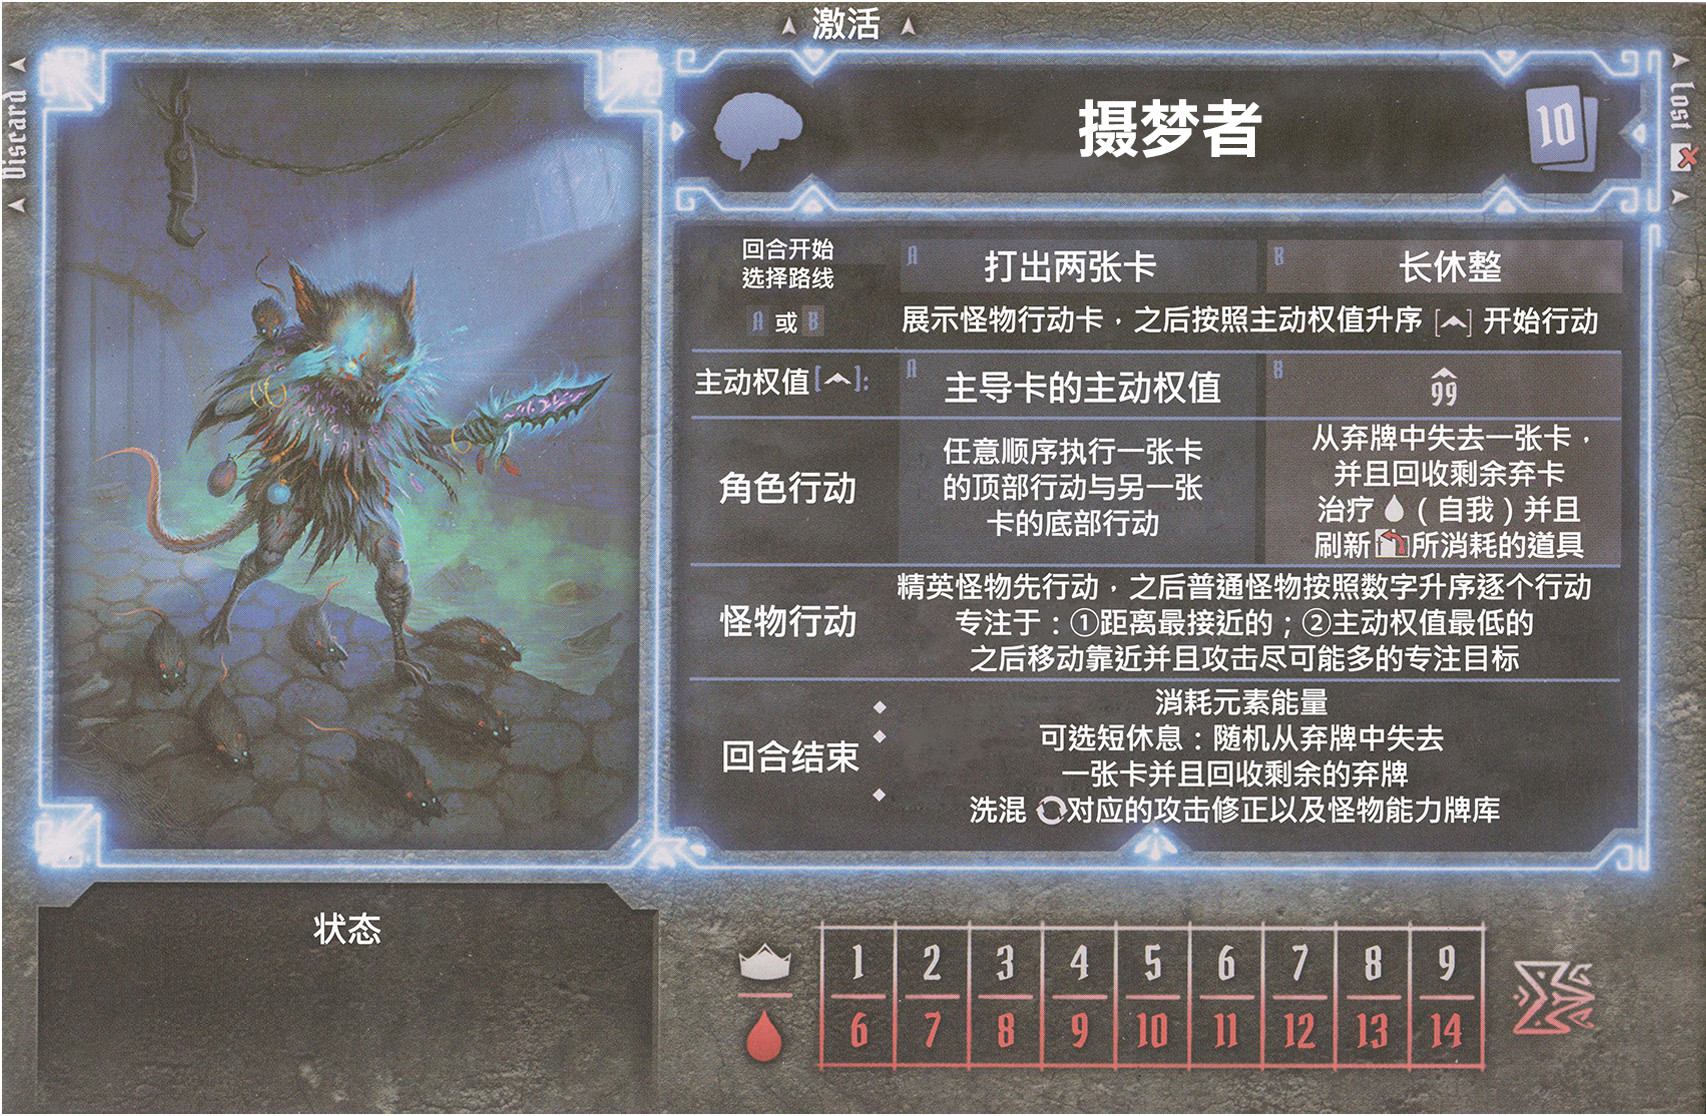 激活
Discard
Lost
摄梦者
10
回合开始
选择路线
A 或 B
A 打出两张卡
B 长休整
展示怪物行动卡，之后按照主动权值升序 [ ] 开始行动
主动权值[ ]:
A 主导卡的主动权值
B 99
角色行动
任意顺序执行一张卡
的顶部行动与另一张
卡的底部行动
从弃牌中失去一张卡，
并且回收剩余弃卡
治疗 （自我）并且
刷新 所消耗的道具
怪物行动
精英怪物先行动，之后普通怪物按照数字升序逐个行动
专注于：①距离最接近的；②主动权值最低的
之后移动靠近并且攻击尽可能多的专注目标
回合结束
消耗元素能量
可选短休息：随机从弃牌中失去
一张卡并且回收剩余的弃牌
洗混 对应的攻击修正以及怪物能力牌库
状态
1 2 3 4 5 6 7 8 9
6 7 8 9 10 11 12 13 14